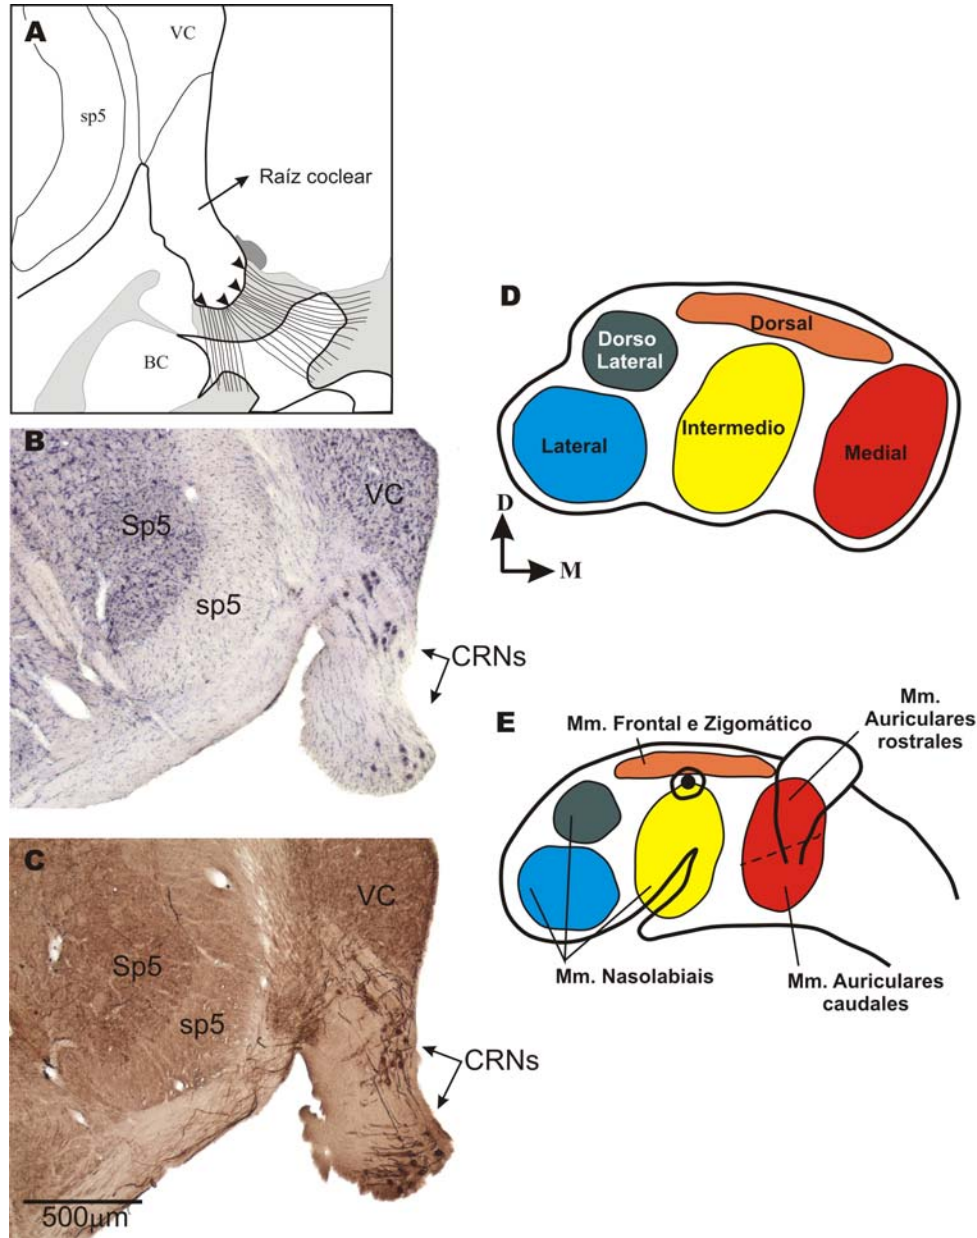 A
VC
sp5
Raíz coclear
BC
B
VC
Sp5
sp5
CRNs
C
VC
Sp5
sp5
CRNs
500µm
D
Dorsal
Dorso
Lateral
Intermedio
Lateral
Medial
D
M
E
Mm. Frontal e Zigomático
Mm.
Auriculares
rostrales
Mm. Nasolabiais
Mm. Auriculares
caudales